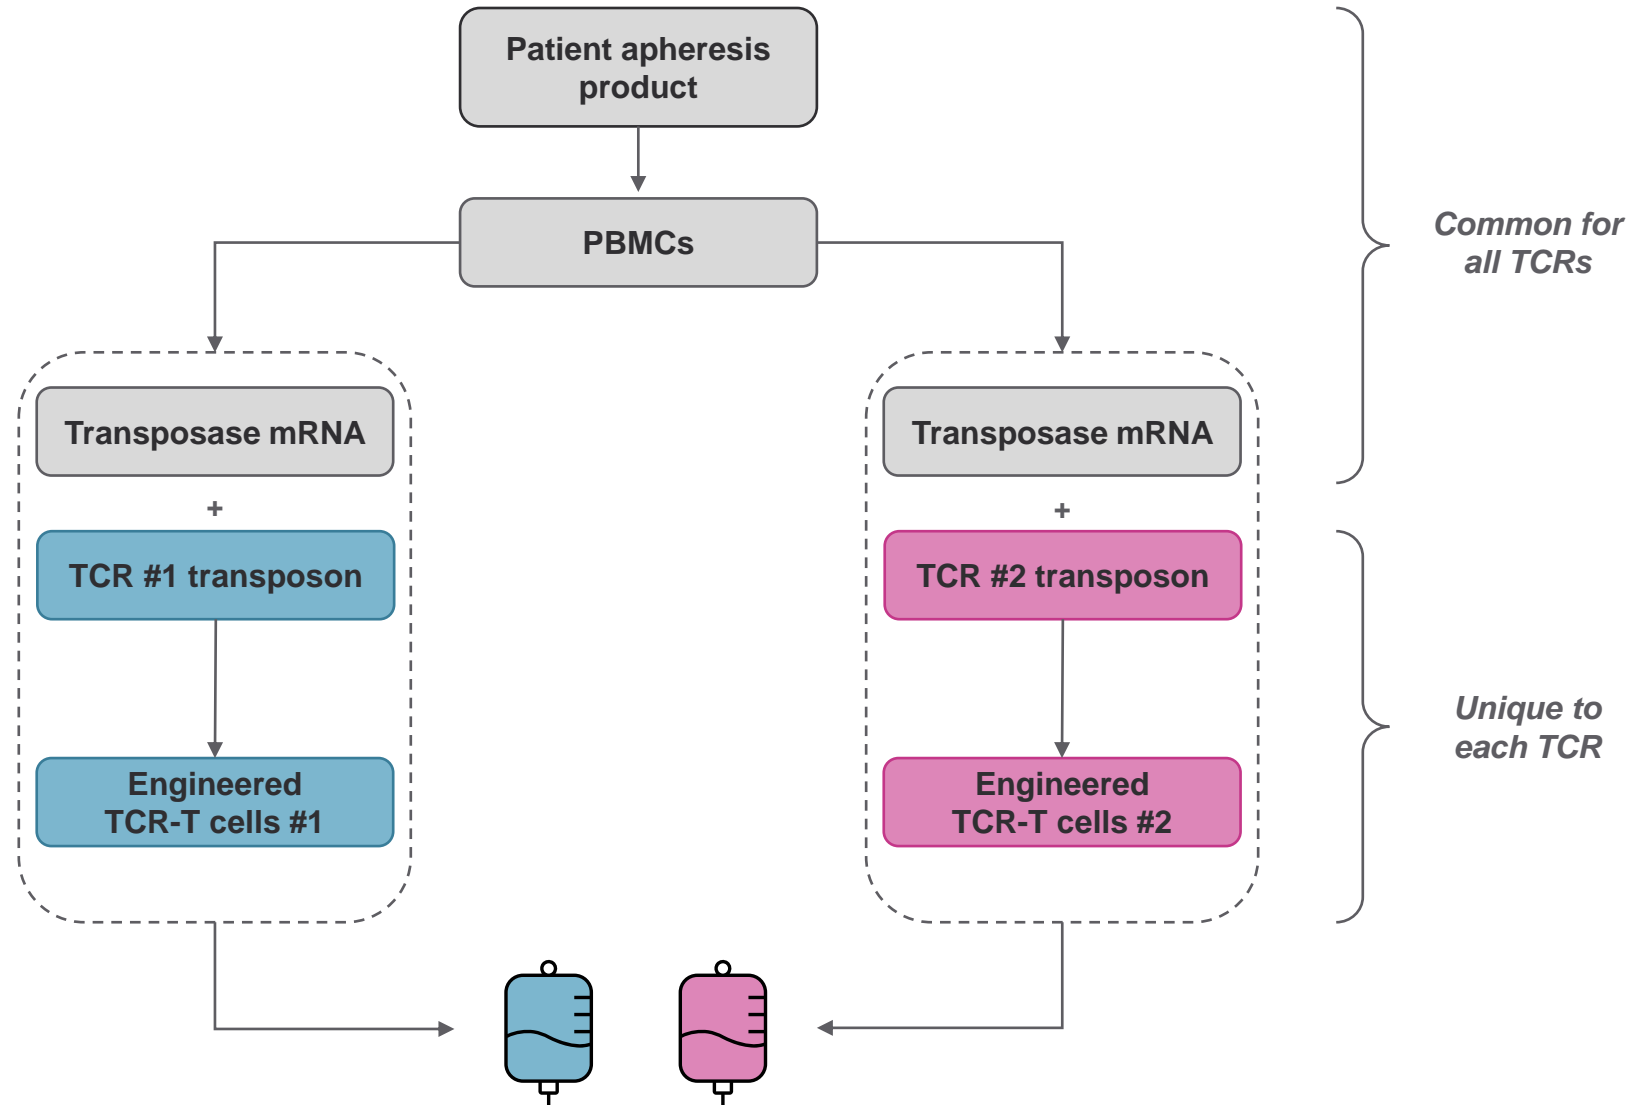 Patient apheresis
product
PBMCs
Common for
all TCRs
Transposase mRNA
Transposase mRNA
+
+
TCR #1 transposon
TCR #2 transposon
Unique to
each TCR
Engineered
TCR-T cells #1
Engineered
TCR-T cells #2